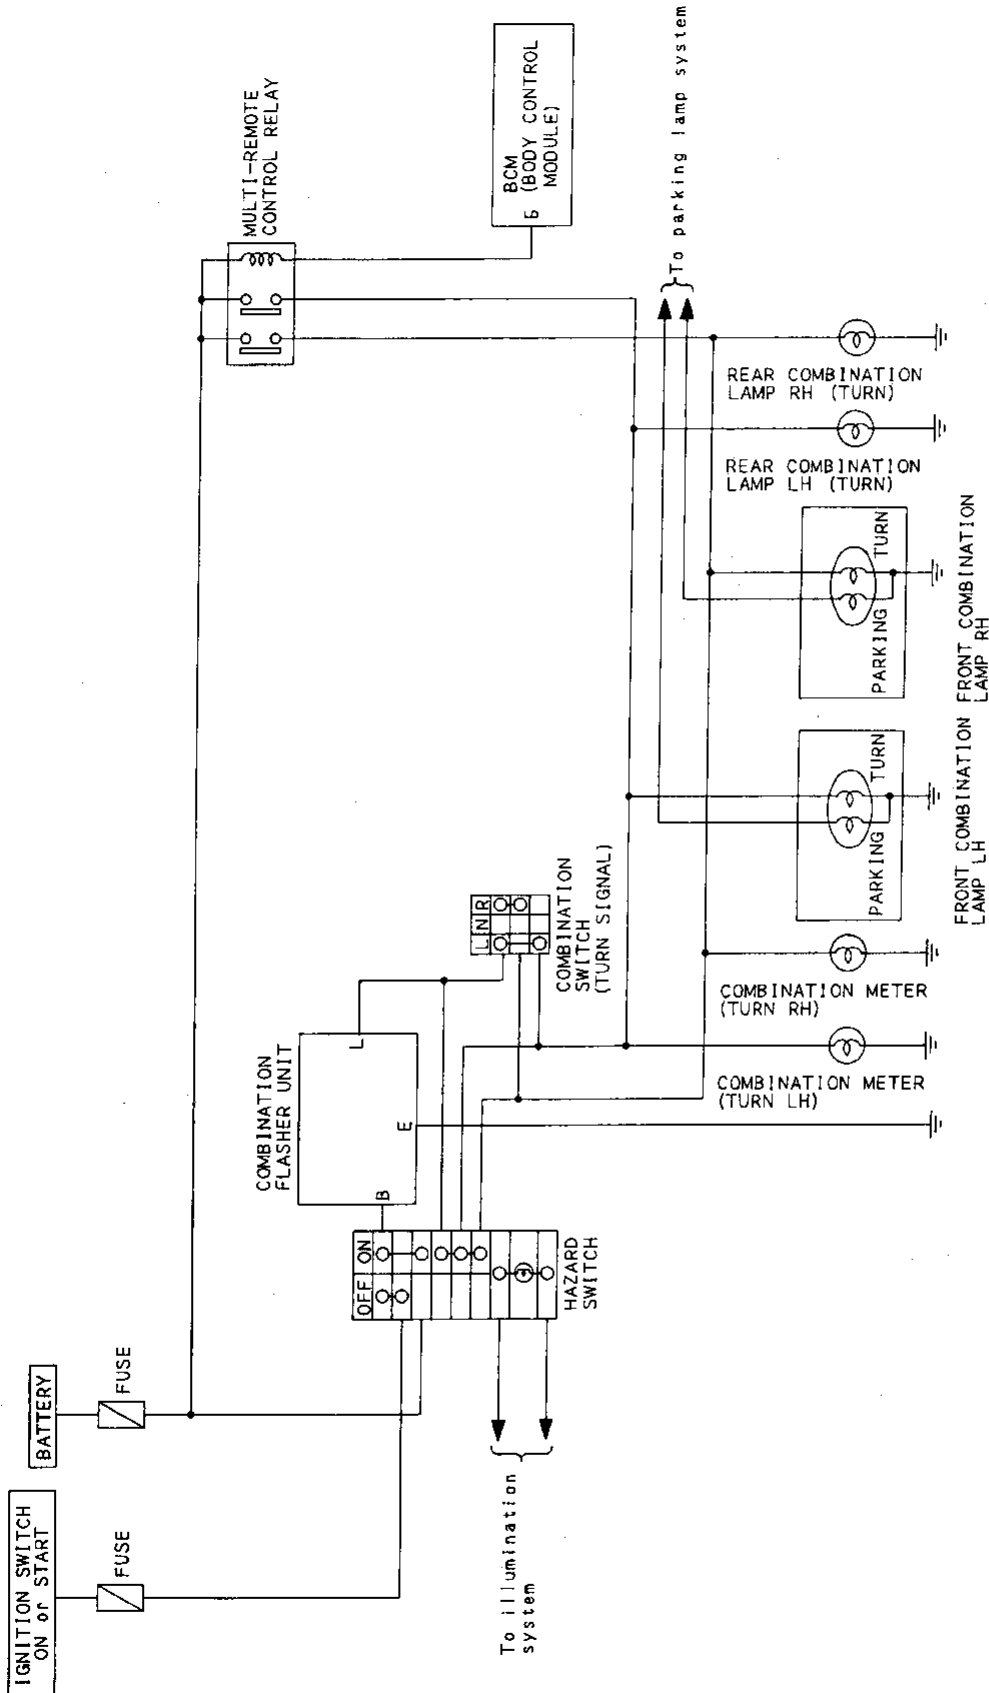 IGNITION SWITCH
ON or START
FUSE
BATTERY
FUSE
To illumination
system
OFF
ON
HAZARD
SWITCH
COMBINATION
FLASHER UNIT
B
E
L
L
N
R
COMBINATION
SWITCH
(TURN SIGNAL)
MULTI-REMOTE
CONTROL RELAY
BCM
(BODY CONTROL
MODULE)
To parking lamp system
COMBINATION METER
(TURN LH)
COMBINATION METER
(TURN RH)
PARKING
TURN
FRONT COMBINATION
LAMP LH
PARKING
TURN
FRONT COMBINATION
LAMP RH
REAR COMBINATION
LAMP LH (TURN)
REAR COMBINATION
LAMP RH (TURN)